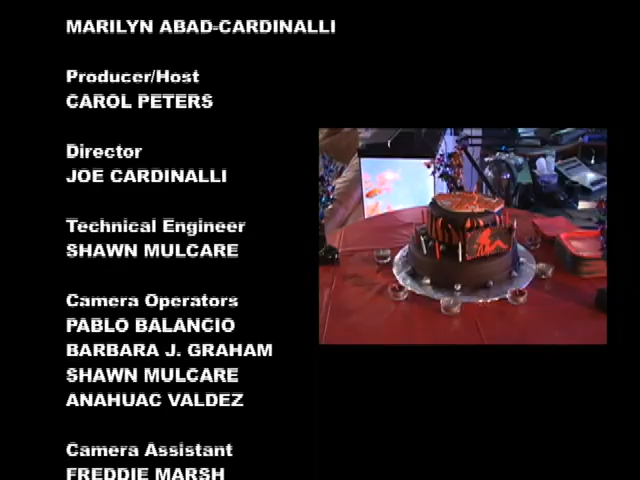 MARILYN ABAD-CARDINALLI
Producer/Host
CAROL PETERS
Director
JOE CARDINALLI
Technical Engineer
SHAWN MULCARE
Camera Operators
PABLO BALANCIO
BARBARA J. GRAHAM
SHAWN MULCARE
ANAHUAC VALDEZ
Camera Assistant
FREDDIE MARSH